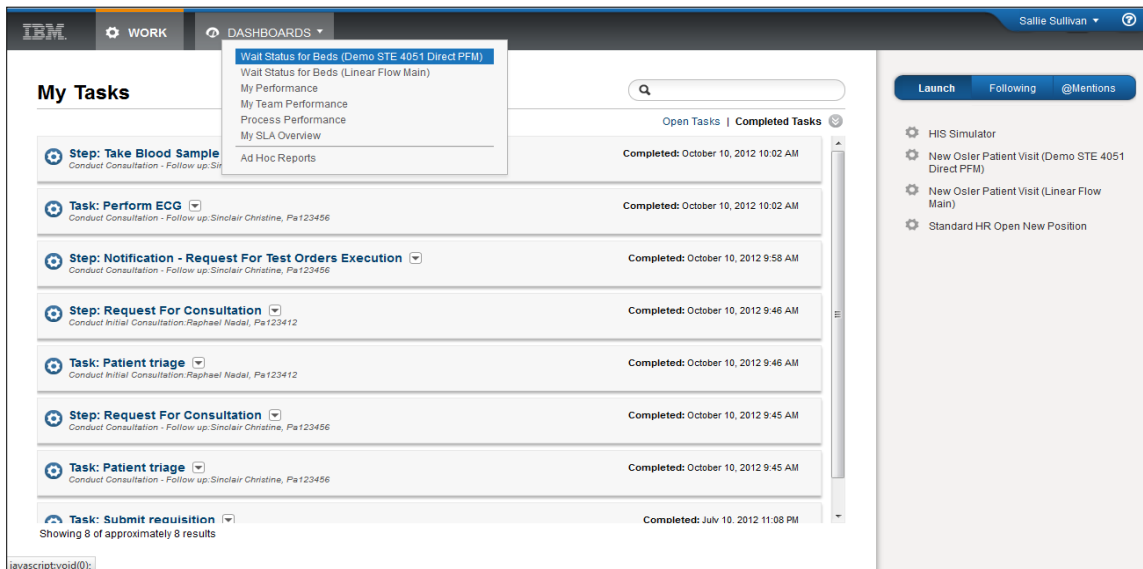 IBM.
WORK
DASHBOARDS
Sallie Sullivan
?
Wait Status for Beds (Demo STE 4051 Direct PFM)
Wait Status for Beds (Linear Flow Main)
My Performance
My Team Performance
Process Performance
My SLA Overview
Ad Hoc Reports
My Tasks
Open Tasks | Completed Tasks
Step: Take Blood Sample
Conduct Consultation - Follow up:Sin
Completed: October 10, 2012 10:02 AM
Task: Perform ECG
Conduct Consultation - Follow up:Sinclair Christine, Pa123456
Completed: October 10, 2012 10:02 AM
Step: Notification - Request For Test Orders Execution
Conduct Consultation - Follow up:Sinclair Christine, Pa123456
Completed: October 10, 2012 9:58 AM
Step: Request For Consultation
Conduct Initial Consultation:Raphael Nadal, Pa123412
Completed: October 10, 2012 9:46 AM
Task: Patient triage
Conduct Initial Consultation:Raphael Nadal, Pa123412
Completed: October 10, 2012 9:46 AM
Step: Request For Consultation
Conduct Consultation - Follow up:Sinclair Christine, Pa123456
Completed: October 10, 2012 9:45 AM
Task: Patient triage
Conduct Consultation - Follow up:Sinclair Christine, Pa123456
Completed: October 10, 2012 9:45 AM
Task: Submit requisition
Completed: July 10, 2012 11:08 PM
Showing 8 of approximately 8 results
javascript:void(0);
Launch
Following
@Mentions
HIS Simulator
New Osler Patient Visit (Demo STE 4051
Direct PFM)
New Osler Patient Visit (Linear Flow
Main)
Standard HR Open New Position